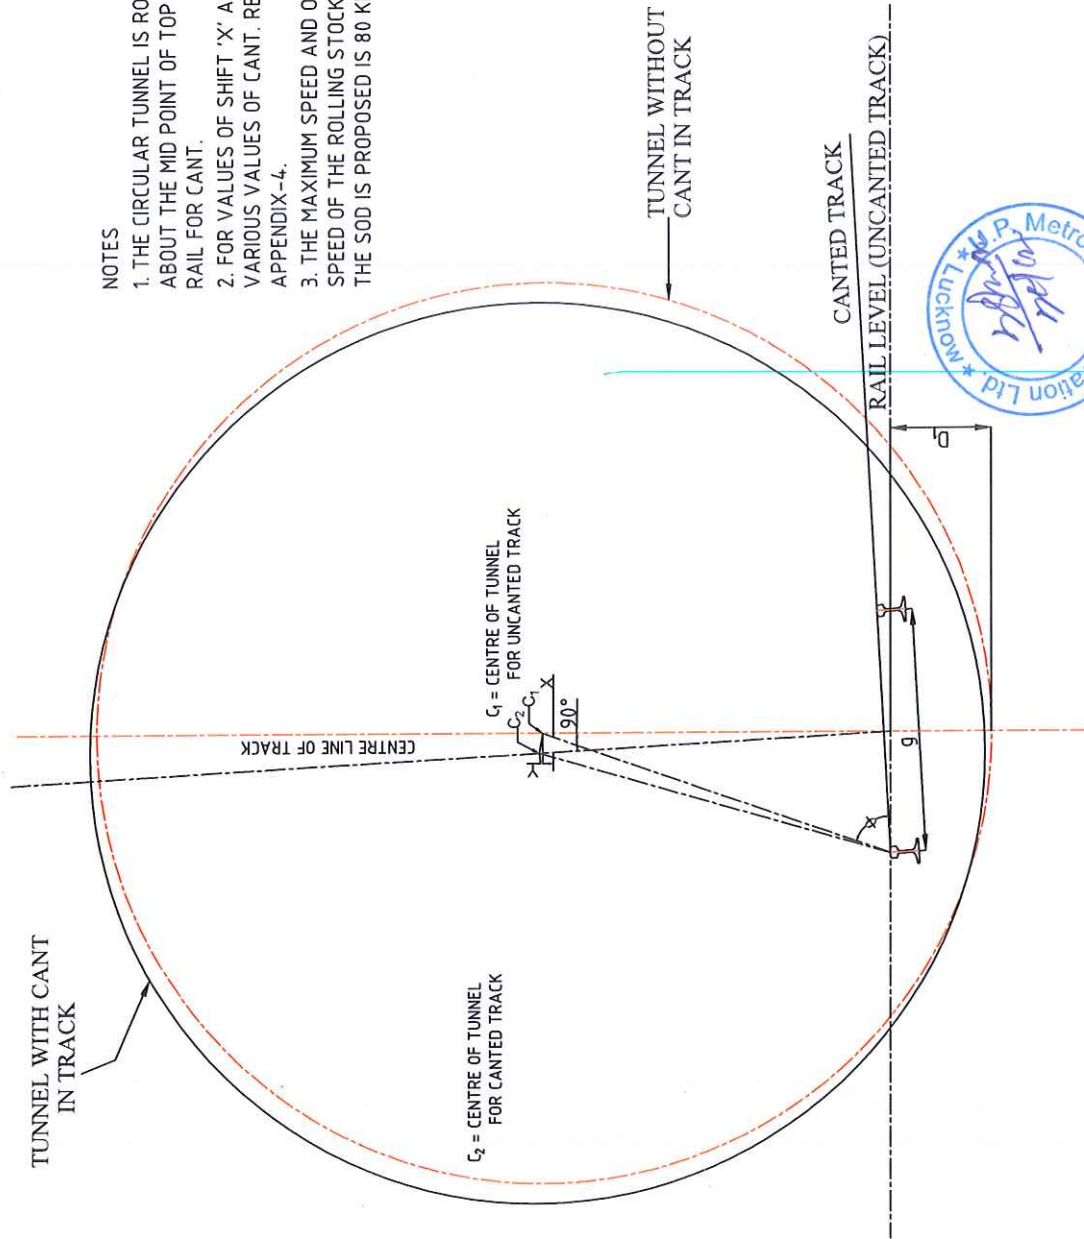 NOTES
1. THE CIRCULAR TUNNEL IS RO
ABOUT THE MID POINT OF TOP
RAIL FOR CANT.
2. FOR VALUES OF SHIFT 'X' A
VARIOUS VALUES OF CANT. RE
APPENDIX-4.
3. THE MAXIMUM SPEED AND O
SPEED OF THE ROLLING STOCK
THE SOD IS PROPOSED IS 80 K
TUNNEL WITHOUT
CANT IN TRACK
CANTED TRACK
RAIL LEVEL (UNCANTED TRACK)
D₁
C₁ = CENTRE OF TUNNEL
FOR UNCANTED TRACK
C₂ C₁
X
Y
90°
CENTRE LINE OF TRACK
g
C₂ = CENTRE OF TUNNEL
FOR CANTED TRACK
TUNNEL WITH CANT
IN TRACK
.P. Metro
ation Ltd. * Lucknow *